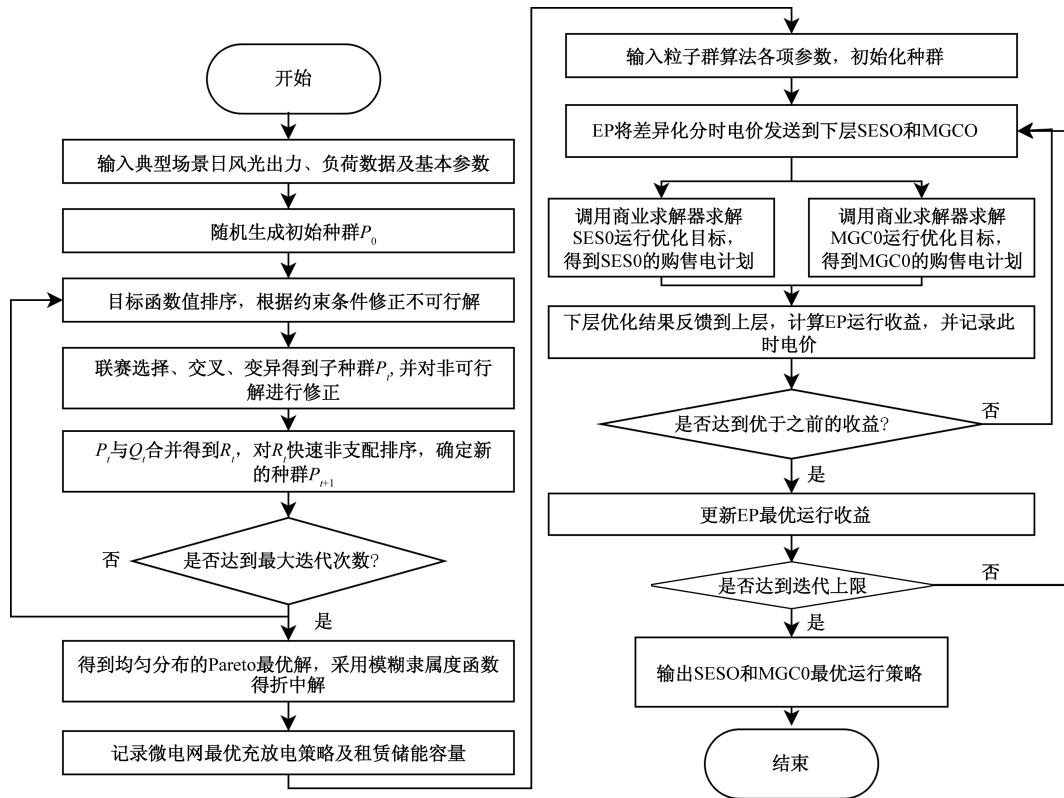 开始
输入典型场景日风光出力、负荷数据及基本参数
随机生成初始种群P0
目标函数值排序，根据约束条件修正不可行解
联赛选择、交叉、变异得到子种群Pt, 并对非可行
解进行修正
Pt与Qt合并得到Rt，对Rt快速非支配排序，确定新
的种群Pt+1
否
是否达到最大迭代次数?
是
得到均匀分布的Pareto最优解，采用模糊隶属度函数
得折中解
记录微电网最优充放电策略及租赁储能容量
输入粒子群算法各项参数，初始化种群
EP将差异化分时电价发送到下层SESO和MGCO
调用商业求解器求解
SES0运行优化目标，
得到SES0的购售电计划
调用商业求解器求解
MGC0运行优化目标，
得到MGC0的购售电计划
下层优化结果反馈到上层，计算EP运行收益，并记录此
时电价
是否达到优于之前的收益?
否
是
更新EP最优运行收益
是否达到迭代上限
否
是
输出SESO和MGC0最优运行策略
结束